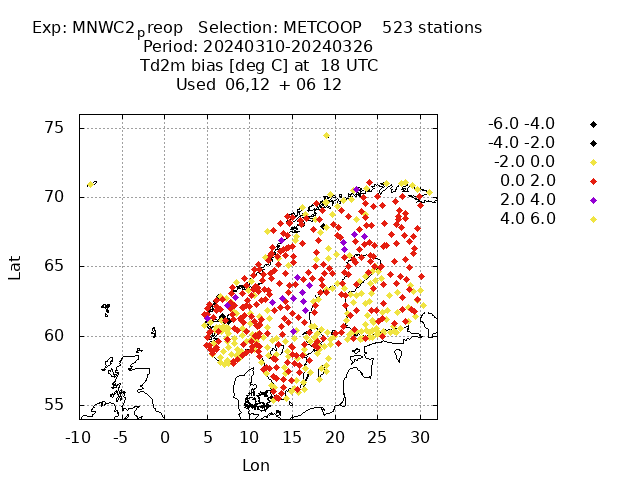 Exp: MNWC2preop   Selection: METCOOP    523 stations
Period: 20240310-20240326
Td2m bias [deg C] at  18 UTC
Used  06,12  + 06 12
-6.0 -4.0
-4.0 -2.0
-2.0 0.0
0.0 2.0
2.0 4.0
4.0 6.0
75
70
65
60
55
Lat
-10 -5 0 5 10 15 20 25 30
Lon